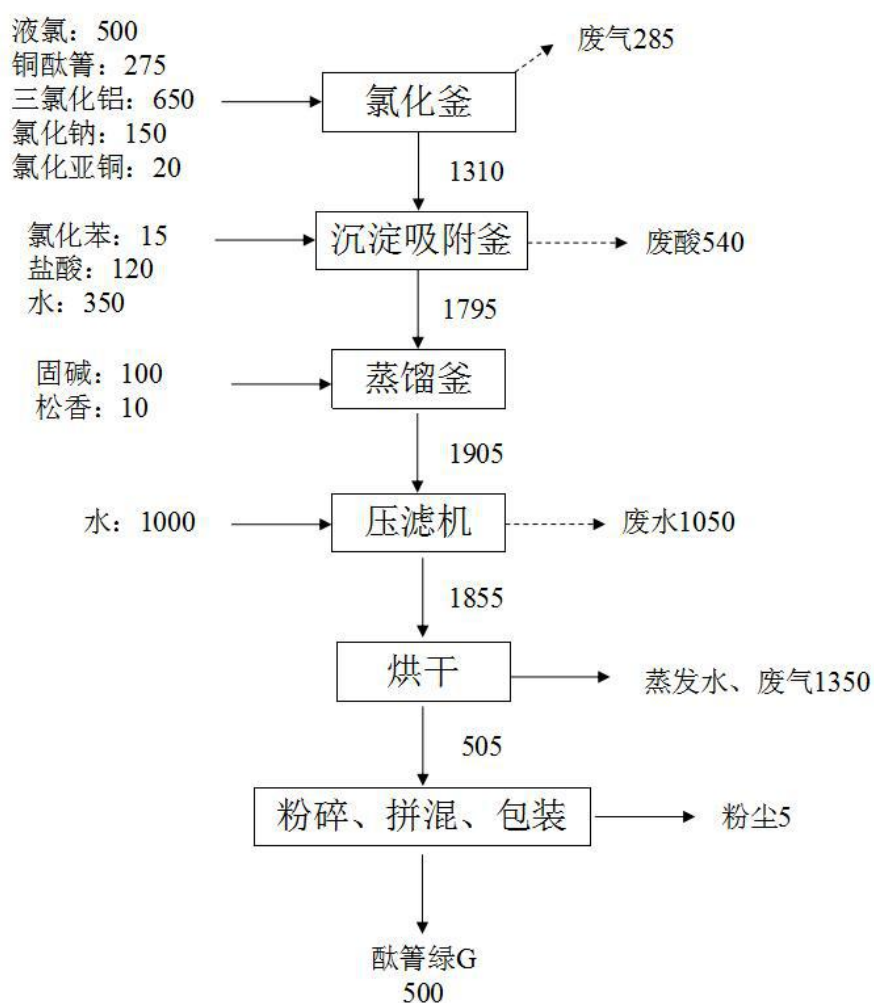 液氯：500
铜酞箐：275
三氯化铝：650
氯化钠：150
氯化亚铜：20
氯化釜
废气285
1310
氯化苯：15
盐酸：120
水：350
沉淀吸附釜
废酸540
1795
固碱：100
松香：10
蒸馏釜
1905
水：1000
压滤机
废水1050
1855
烘干
蒸发水、废气1350
505
粉碎、拼混、包装
粉尘5
酞箐绿G
500